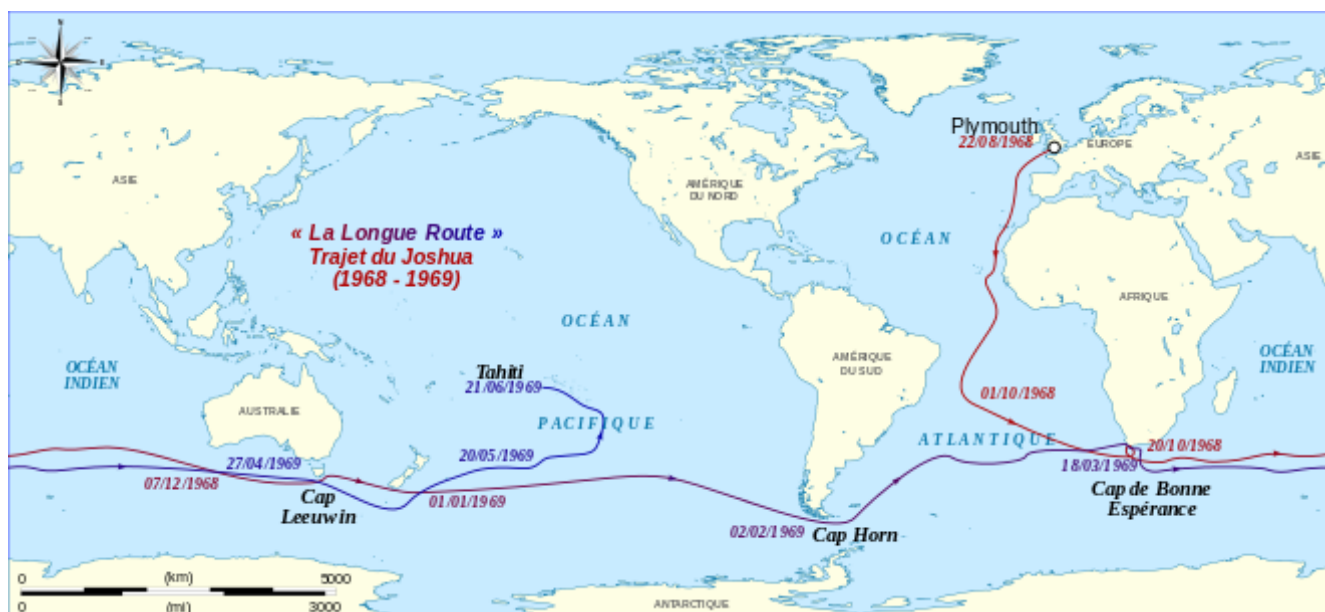 N
Plymouth
22/08/1968
EUROPE
ASIE
ASIE
AMÉRIQUE
DU NORD
« La Longue Route »
Trajet du Joshua
(1968 - 1969)
OCÉAN
AFRIQUE
OCÉAN
OCÉAN
INDIEN
AMÉRIQUE
DU SUD
OCÉAN
INDIEN
Tahiti
21/06/1969
01/10/1968
AUSTRALIE
PACIFIQUE
ATLANTIQUE
20/10/1968
27/04/1969
20/05/1969
18/03/1969
07/12/1968
Cap
Leeuwin
01/01/1969
Cap de Bonne
Espérance
02/02/1969
Cap Horn
0 (km) 5000
0 (mi) 3000
ANTARCTIQUE